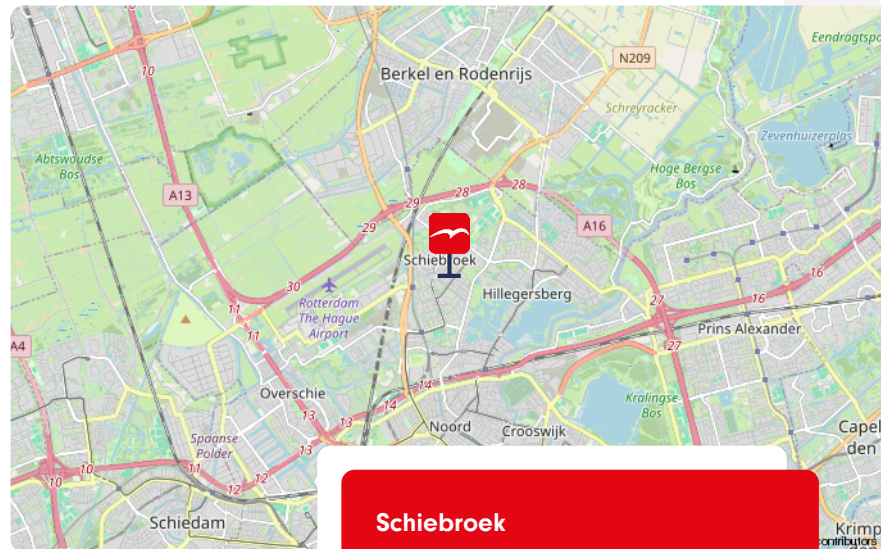 Eendragtspo
10
N209
Berkel en Rodenrijs
Schreyracker
Zevenhuizerplas
Abtswoudse
Bos
Hoge Bergse
Bos
A13
28
28
29
29
A16
Schiebroek
16
30
Hillegersberg
27
16
Rotterdam
The Hague
Airport
11
11
Prins Alexander
A4
27
14
Overschie
14
Kralingse
Bos
13
13
Noord
Crooswijk
Capel
den
Spaanse
Polder
13
10
10
11
12
12
Schiedam
Schiebroek
Krimp
contributors